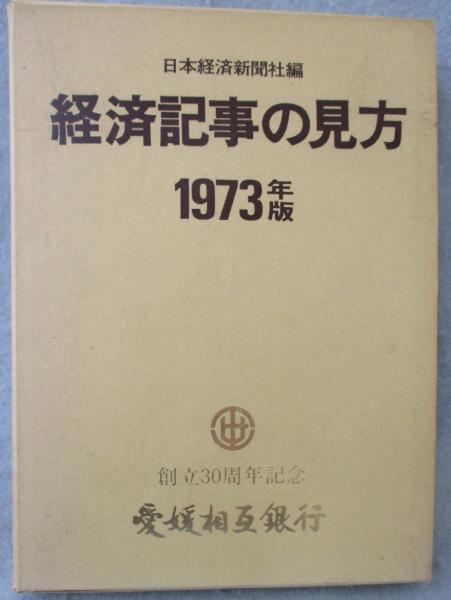 日本経済新聞社編
経済記事の見方
1973年版
創立30周年記念
愛媛相互銀行